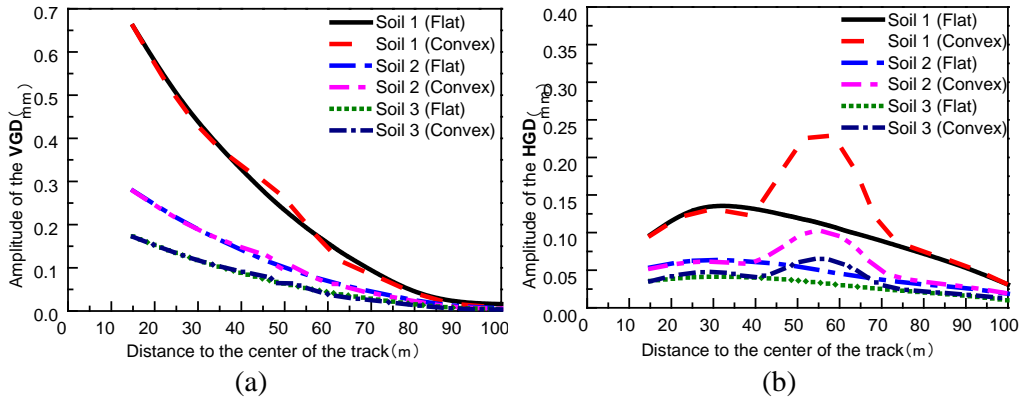 0.7
0.6
0.5
0.4
0.3
0.2
0.1
0.0
Amplitude of the VGD(mm)
0 10 20 30 40 50 60 70 80 90 100
Distance to the center of the track(m)
Soil 1 (Flat)
Soil 1 (Convex)
Soil 2 (Flat)
Soil 2 (Convex)
Soil 3 (Flat)
Soil 3 (Convex)
(a)
0.40
0.35
0.30
0.25
0.20
0.15
0.10
0.05
0.00
Amplitude of the HGD(mm)
0 10 20 30 40 50 60 70 80 90 100
Distance to the center of the track(m)
Soil 1 (Flat)
Soil 1 (Convex)
Soil 2 (Flat)
Soil 2 (Convex)
Soil 3 (Flat)
Soil 3 (Convex)
(b)